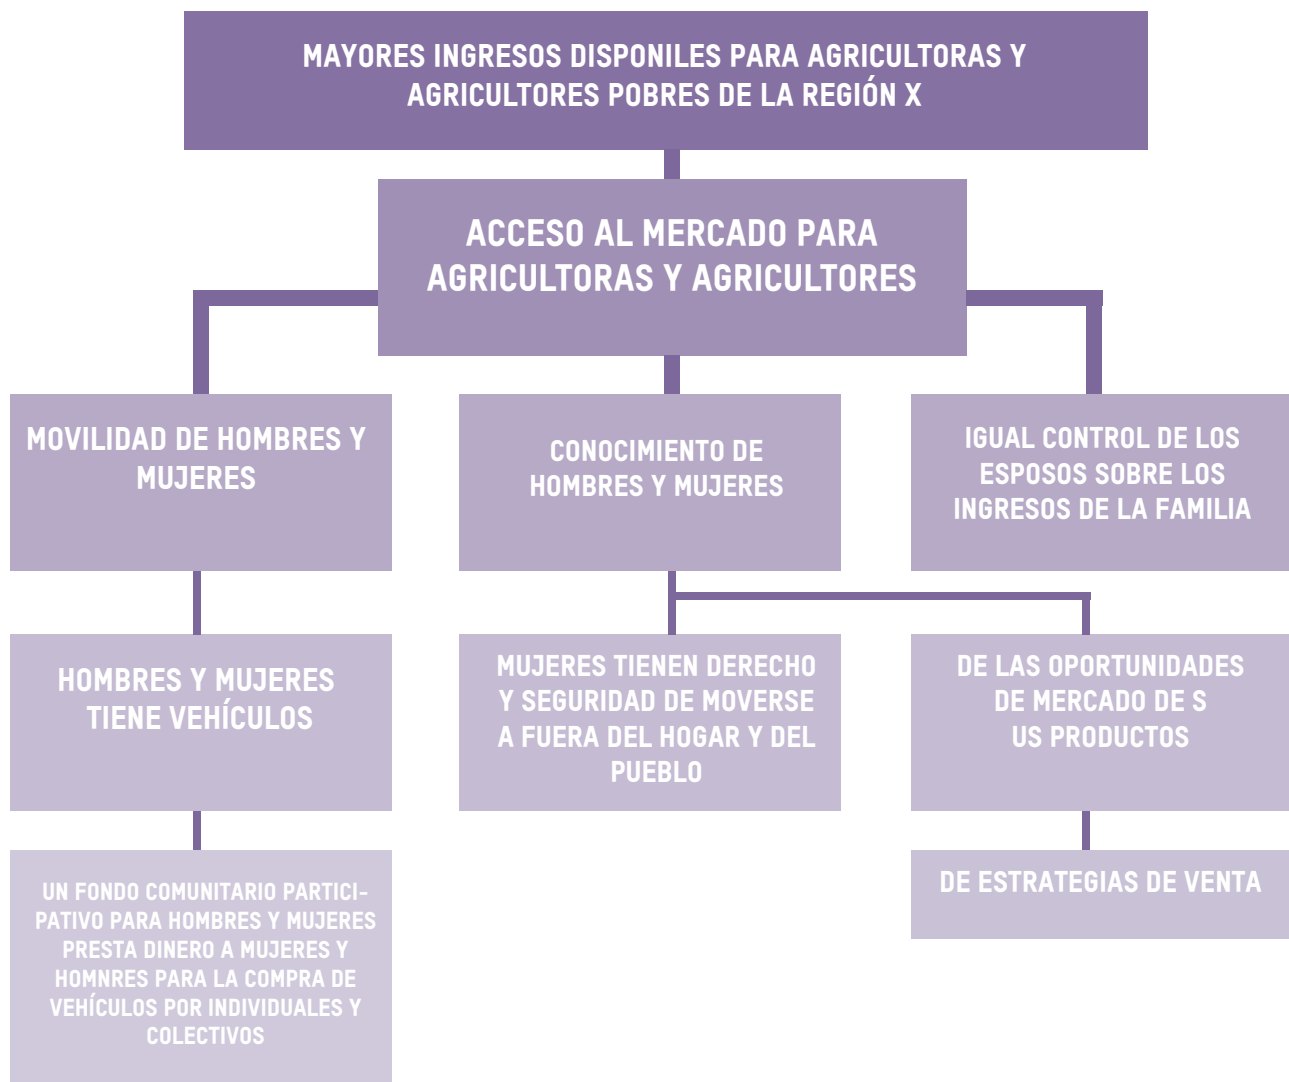 MAYORES INGRESOS DISPONILES PARA AGRICULTORAS Y
AGRICULTORES POBRES DE LA REGIÓN X
ACCESO AL MERCADO PARA
AGRICULTORAS Y AGRICULTORES
MOVILIDAD DE HOMBRES Y
MUJERES
CONOCIMIENTO DE
HOMBRES Y MUJERES
IGUAL CONTROL DE LOS
ESPOSOS SOBRE LOS
INGRESOS DE LA FAMILIA
HOMBRES Y MUJERES
TIENE VEHÍCULOS
MUJERES TIENEN DERECHO
Y SEGURIDAD DE MOVERSE
A FUERA DEL HOGAR Y DEL
PUEBLO
DE LAS OPORTUNIDADES
DE MERCADO DE S
US PRODUCTOS
UN FONDO COMUNITARIO PARTICI-
PATIVO PARA HOMBRES Y MUJERES
PRESTA DINERO A MUJERES Y
HOMNRES PARA LA COMPRA DE
VEHÍCULOS POR INDIVIDUALES Y
COLECTIVOS
DE ESTRATEGIAS DE VENTA